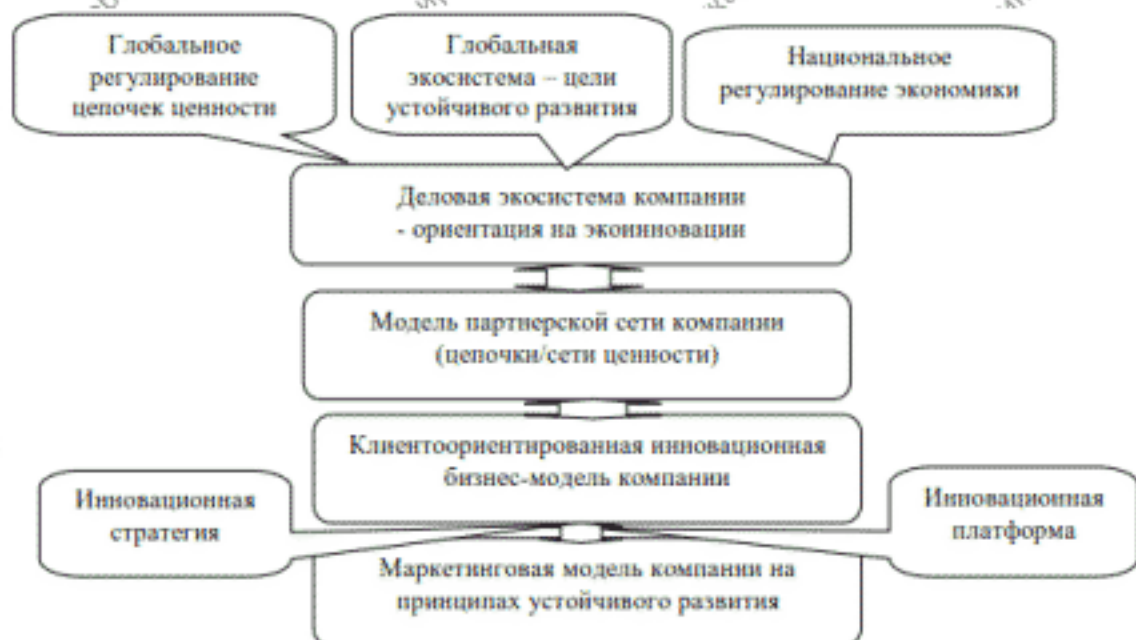 Глобальное
регулирование
цепочек ценности
Глобальная
экосистема – цели
устойчивого развития
Национальное
регулирование экономики
Деловая экосистема компании
- ориентация на экоинновации
Модель партнерской сети компании
(цепочки/сети ценности)
Клиентоориентированная инновационная
бизнес-модель компании
Инновационная
стратегия
Инновационная
платформа
Маркетинговая модель компании на
принципах устойчивого развития